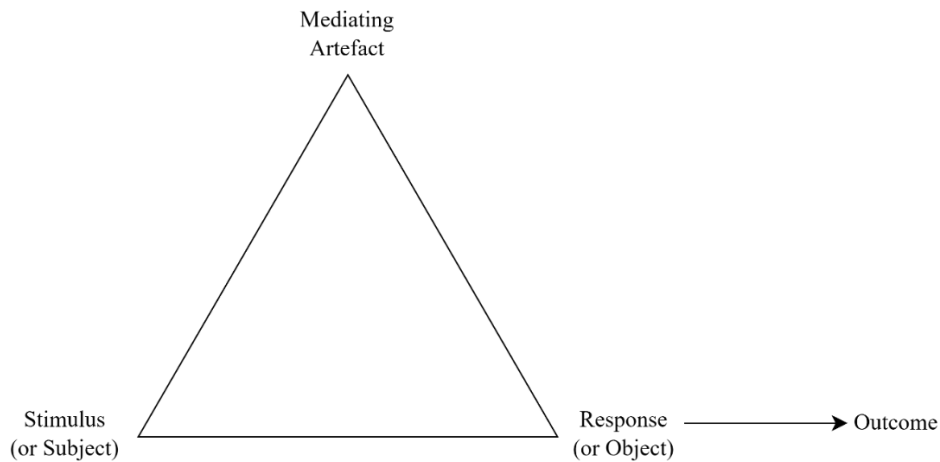 Mediating
Artefact
Stimulus
(or Subject)
Response
(or Object)
Outcome